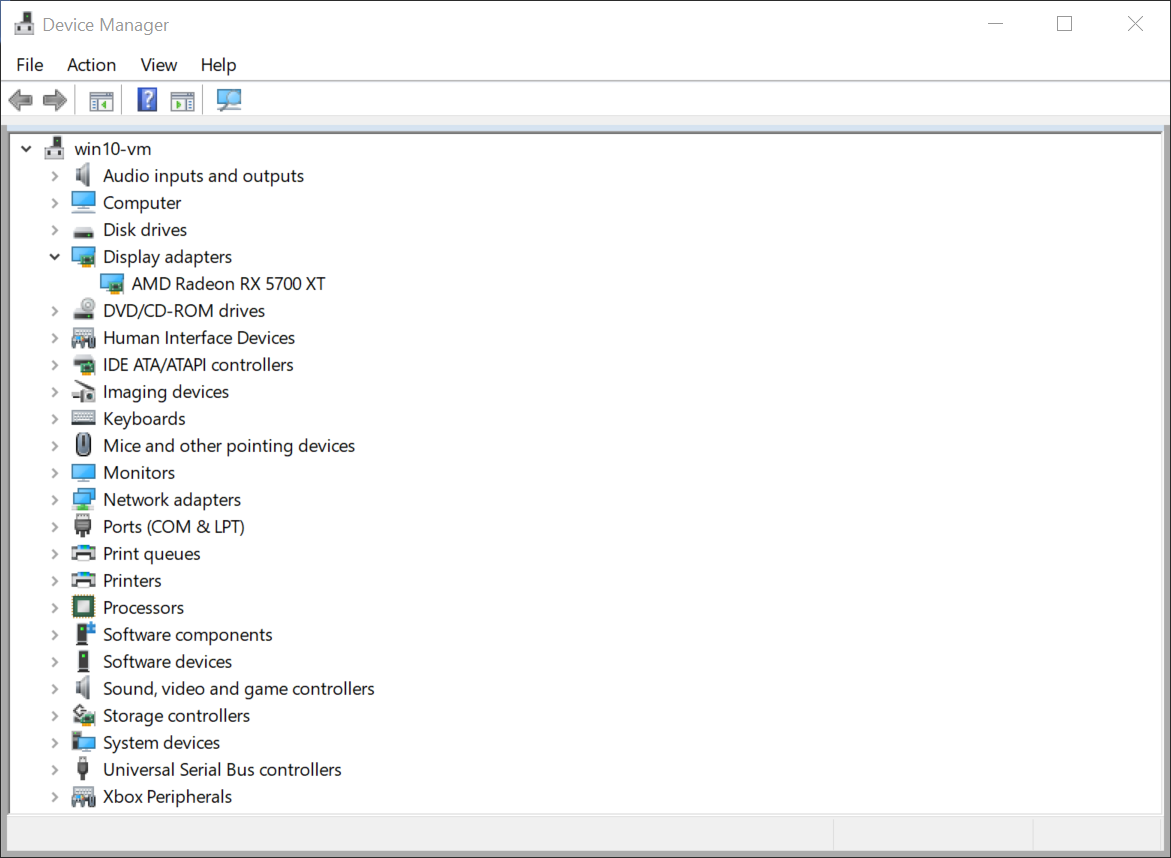 Device Manager
File Action View Help
win10-vm
Audio inputs and outputs
Computer
Disk drives
Display adapters
AMD Radeon RX 5700 XT
DVD/CD-ROM drives
Human Interface Devices
IDE ATA/ATAPI controllers
Imaging devices
Keyboards
Mice and other pointing devices
Monitors
Network adapters
Ports (COM & LPT)
Print queues
Printers
Processors
Software components
Software devices
Sound, video and game controllers
Storage controllers
System devices
Universal Serial Bus controllers
Xbox Peripherals